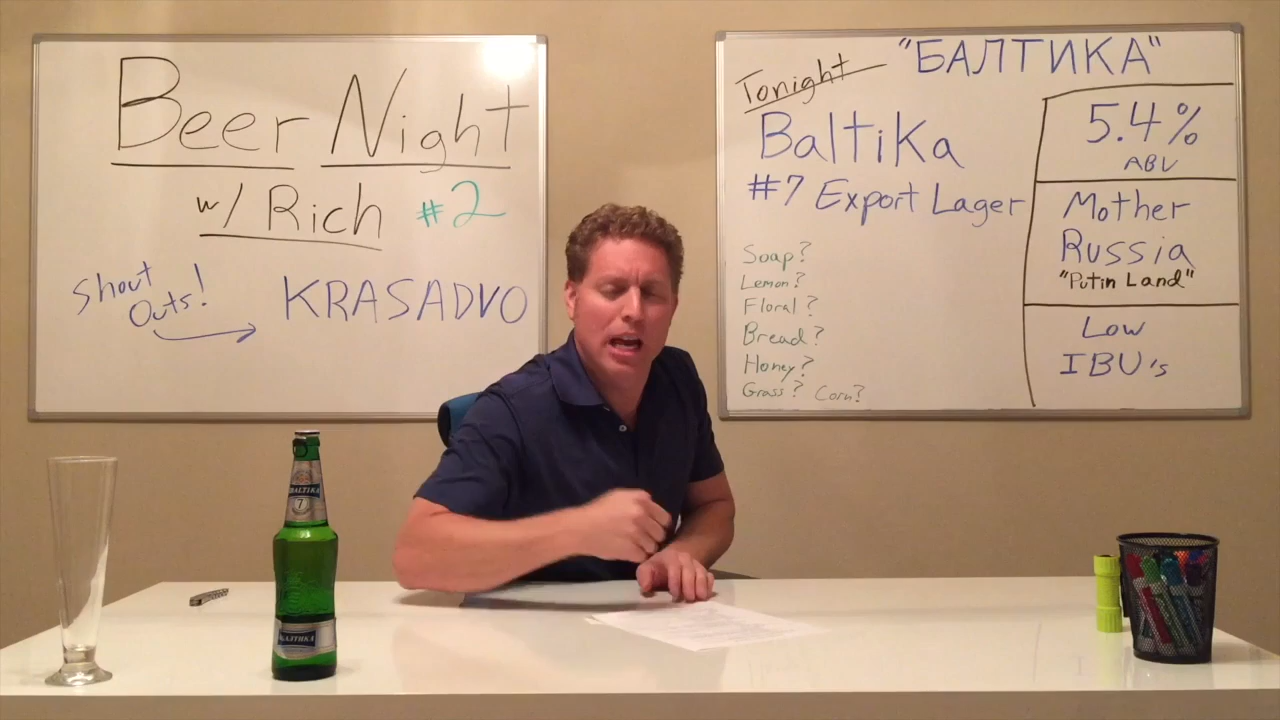 Beer Night
w/ Rich #2
Shout
Outs!
KRASADVO
"БАЛТИКА"
Tonight
Baltika
#7 Export Lager
5.4%
ABV
Mother
Russia
"Putin Land"
Low
IBU's
Soap?
Lemon?
Floral?
Bread?
Honey?
Grass? Corn?
BALTIKA
7
БАЛТИКА